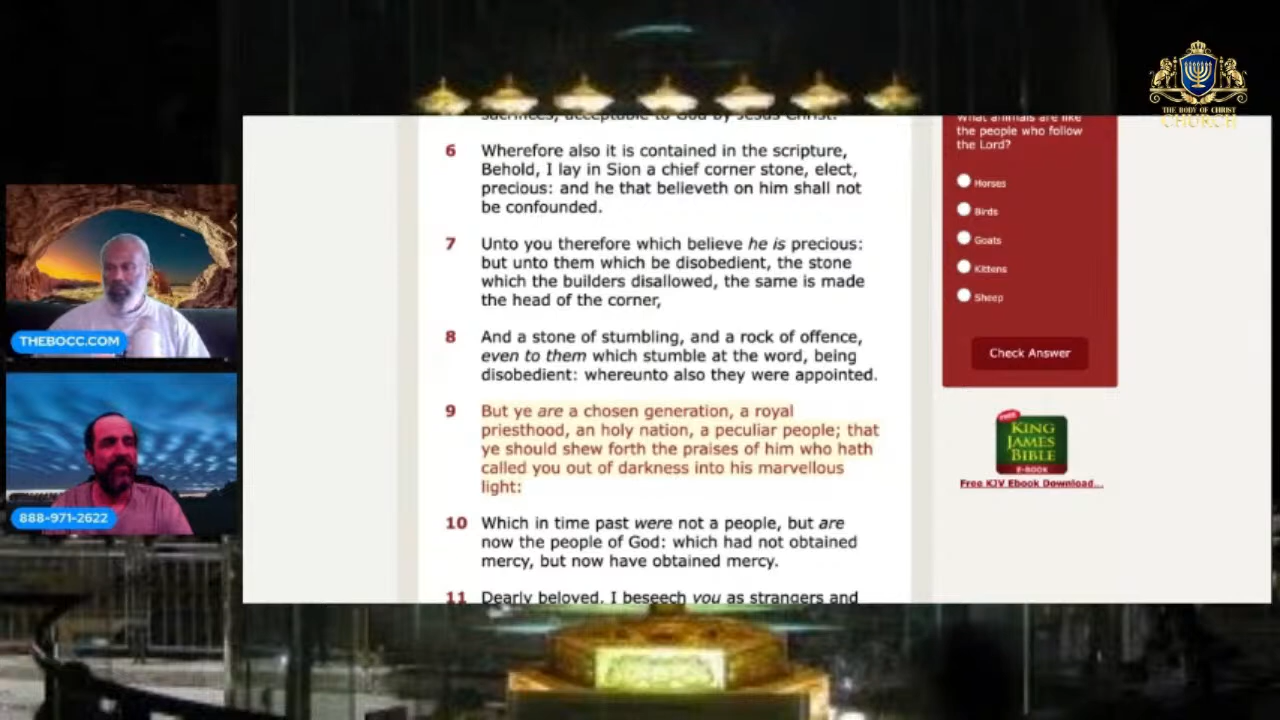 THE BODY OF CHRIST
CHURCH
sacrifices, acceptable to God by Jesus Christ.
6 Wherefore also it is contained in the scripture,
Behold, I lay in Sion a chief corner stone, elect,
precious: and he that believeth on him shall not
be confounded.
7 Unto you therefore which believe he is precious:
but unto them which be disobedient, the stone
which the builders disallowed, the same is made
the head of the corner,
8 And a stone of stumbling, and a rock of offence,
even to them which stumble at the word, being
disobedient: whereunto also they were appointed.
9 But ye are a chosen generation, a royal
priesthood, an holy nation, a peculiar people; that
ye should shew forth the praises of him who hath
called you out of darkness into his marvellous
light:
10 Which in time past were not a people, but are
now the people of God: which had not obtained
mercy, but now have obtained mercy.
11 Dearly beloved, I beseech you as strangers and
What animals are like
the people who follow
the Lord?
Horses
Birds
Goats
Kittens
Sheep
Check Answer
FREE
KING
JAMES
BIBLE
E-BOOK
Free KJV Ebook Download...
THEBOCC.COM
888-971-2622